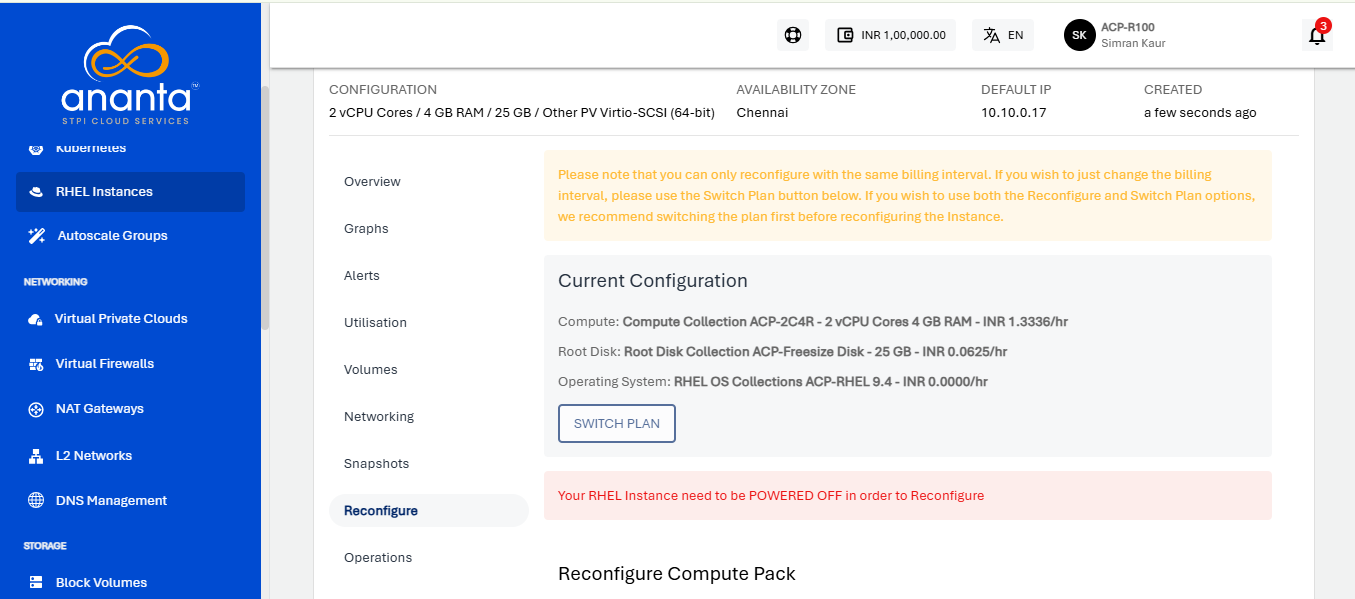 ananta
TM
STPI CLOUD SERVICES
Kubernetes
RHEL Instances
Autoscale Groups
NETWORKING
Virtual Private Clouds
Virtual Firewalls
NAT Gateways
L2 Networks
DNS Management
STORAGE
Block Volumes
INR 1,00,000.00
EN
SK
ACP-R100
Simran Kaur
3
CONFIGURATION
2 vCPU Cores / 4 GB RAM / 25 GB / Other PV Virtio-SCSI (64-bit)
AVAILABILITY ZONE
Chennai
DEFAULT IP
10.10.0.17
CREATED
a few seconds ago
Overview
Graphs
Alerts
Utilisation
Volumes
Networking
Snapshots
Reconfigure
Operations
Please note that you can only reconfigure with the same billing interval. If you wish to just change the billing
interval, please use the Switch Plan button below. If you wish to use both the Reconfigure and Switch Plan options,
we recommend switching the plan first before reconfiguring the Instance.
Current Configuration
Compute: Compute Collection ACP-2C4R - 2 vCPU Cores 4 GB RAM - INR 1.3336/hr
Root Disk: Root Disk Collection ACP-Freesize Disk - 25 GB - INR 0.0625/hr
Operating System: RHEL OS Collections ACP-RHEL 9.4 - INR 0.0000/hr
SWITCH PLAN
Your RHEL Instance need to be POWERED OFF in order to Reconfigure
Reconfigure Compute Pack